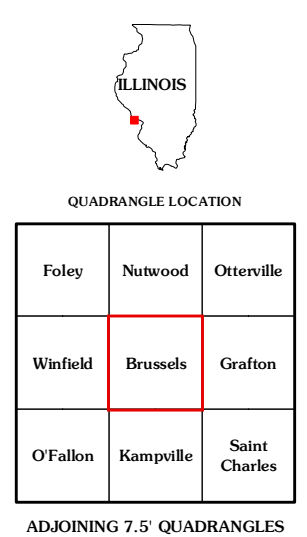 ILLINOIS
QUADRANGLE LOCATION
Foley
Nutwood
Otterville
Winfield
Brussels
Grafton
O'Fallon
Kampville
Saint
Charles
ADJOINING 7.5' QUADRANGLES